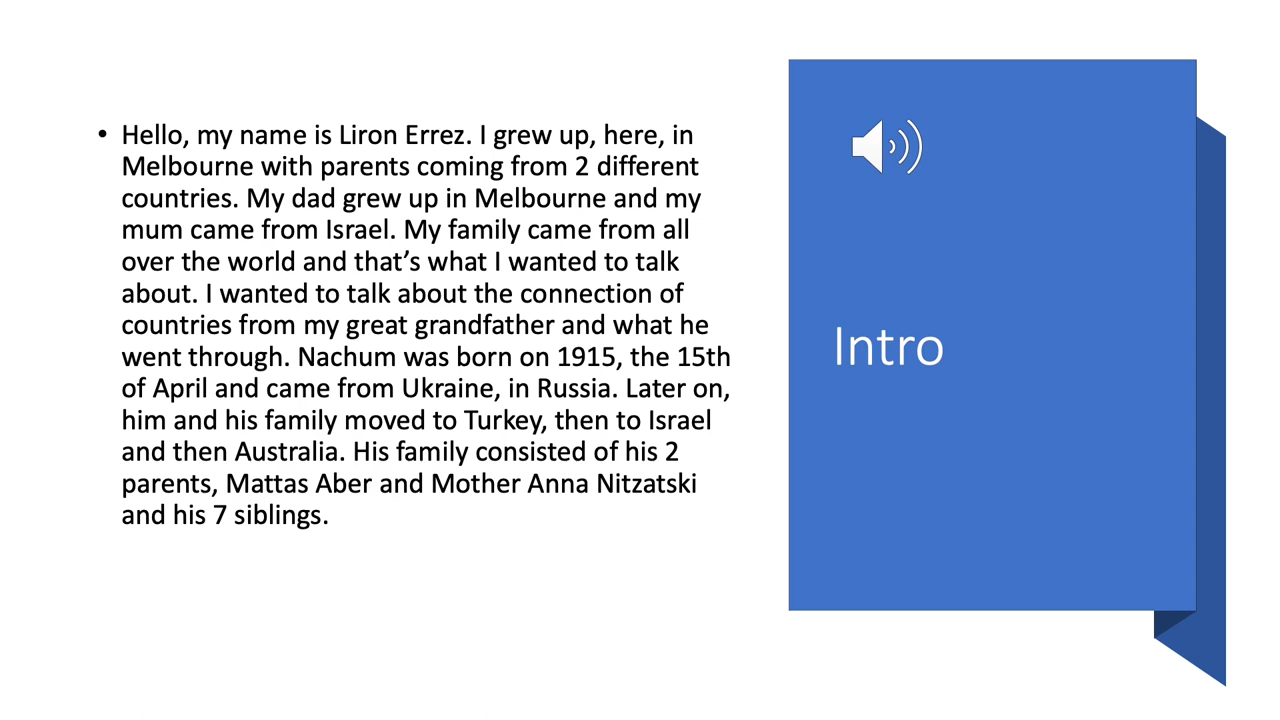 • Hello, my name is Liron Errez. I grew up, here, in
Melbourne with parents coming from 2 different
countries. My dad grew up in Melbourne and my
mum came from Israel. My family came from all
over the world and that’s what I wanted to talk
about. I wanted to talk about the connection of
countries from my great grandfather and what he
went through. Nachum was born on 1915, the 15th
of April and came from Ukraine, in Russia. Later on,
him and his family moved to Turkey, then to Israel
and then Australia. His family consisted of his 2
parents, Mattas Aber and Mother Anna Nitzatski
and his 7 siblings.
Intro